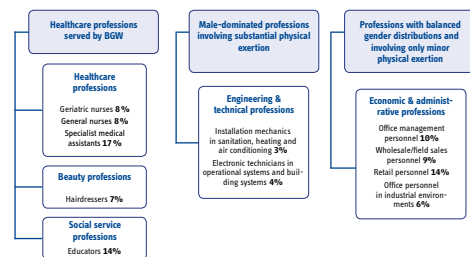 Healthcare professions
served by BGW
Healthcare
professions
Geriatric nurses 8 %
General nurses 8 %
Specialist medical
assistants 17 %
Beauty professions
Hairdressers 7%
Social service
professions
Educators 14%
Male-dominated professions
involving substantial physical
exertion
Engineering &
technical professions
Installation mechanics
in sanitation, heating and
air conditioning 3%
Electronic technicians in
operational systems and buil-
ding systems 4%
Professions with balanced
gender distributions and
involving only minor
physical exertion
Economic & administ-
rative professions
Office management
personnel 10%
Wholesale/field sales
personnel 9%
Retail personnel 14%
Office personnel
in industrial environ-
ments 6%